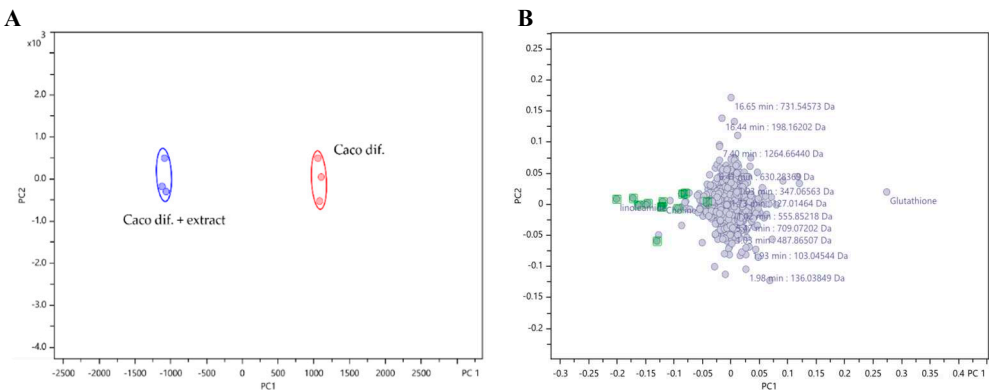 A
x10
3
PC2
1.0
0.0
-1.0
-2.0
-3.0
-4.0
Caco dif.
Caco dif. + extract
-2500 -2000 -1500 -1000 -500 0 500 1000 1500 2000 2500 PC 1
PC1
B
PC2
0.25
0.2
0.15
0.1
0.05
0
-0.05
-0.1
-0.15
-0.2
16.65 min : 731.54573 Da
16.44 min : 198.16202 Da
7.40 min : 1264.66440 Da
630.28369 Da
347.06563 Da
127.01464 Da
555.85218 Da
709.07202 Da
487.86507 Da
1.93 min : 103.04544 Da
1.98 min : 136.03849 Da
Glutathione
-0.3 -0.25 -0.2 -0.15 -0.1 -0.05 0 0.05 0.1 0.15 0.2 0.25 0.3 0.35 0.4 PC 1
PC1